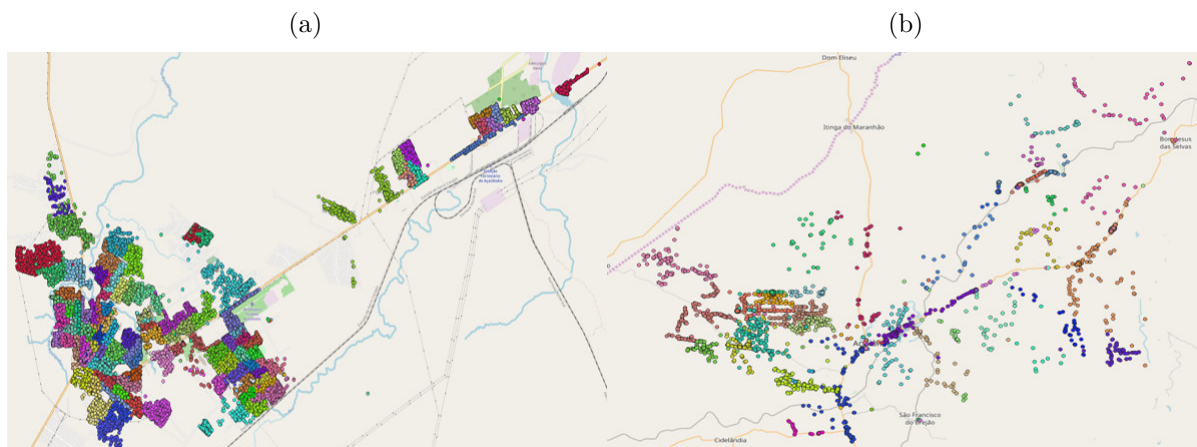 (a)
(b)
Dom Eliseu
Itinga do Maranhão
Bom Jesus
das Selvas
São Francisco
do Brejão
Cidelândia